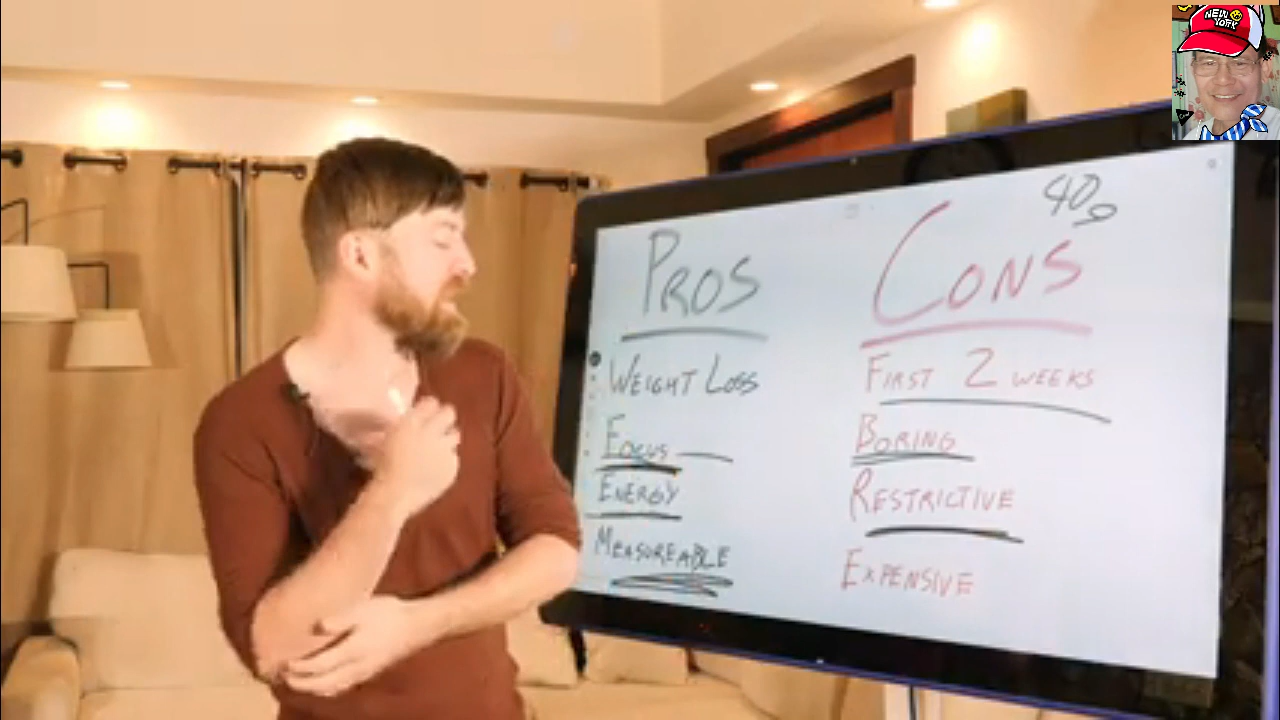 NEW YORK
40g
PROS
CONS
WEIGHT LOSS
FIRST 2 WEEKS
FOCUS
BORING
ENERGY
RESTRICTIVE
MEASUREABLE
EXPENSIVE